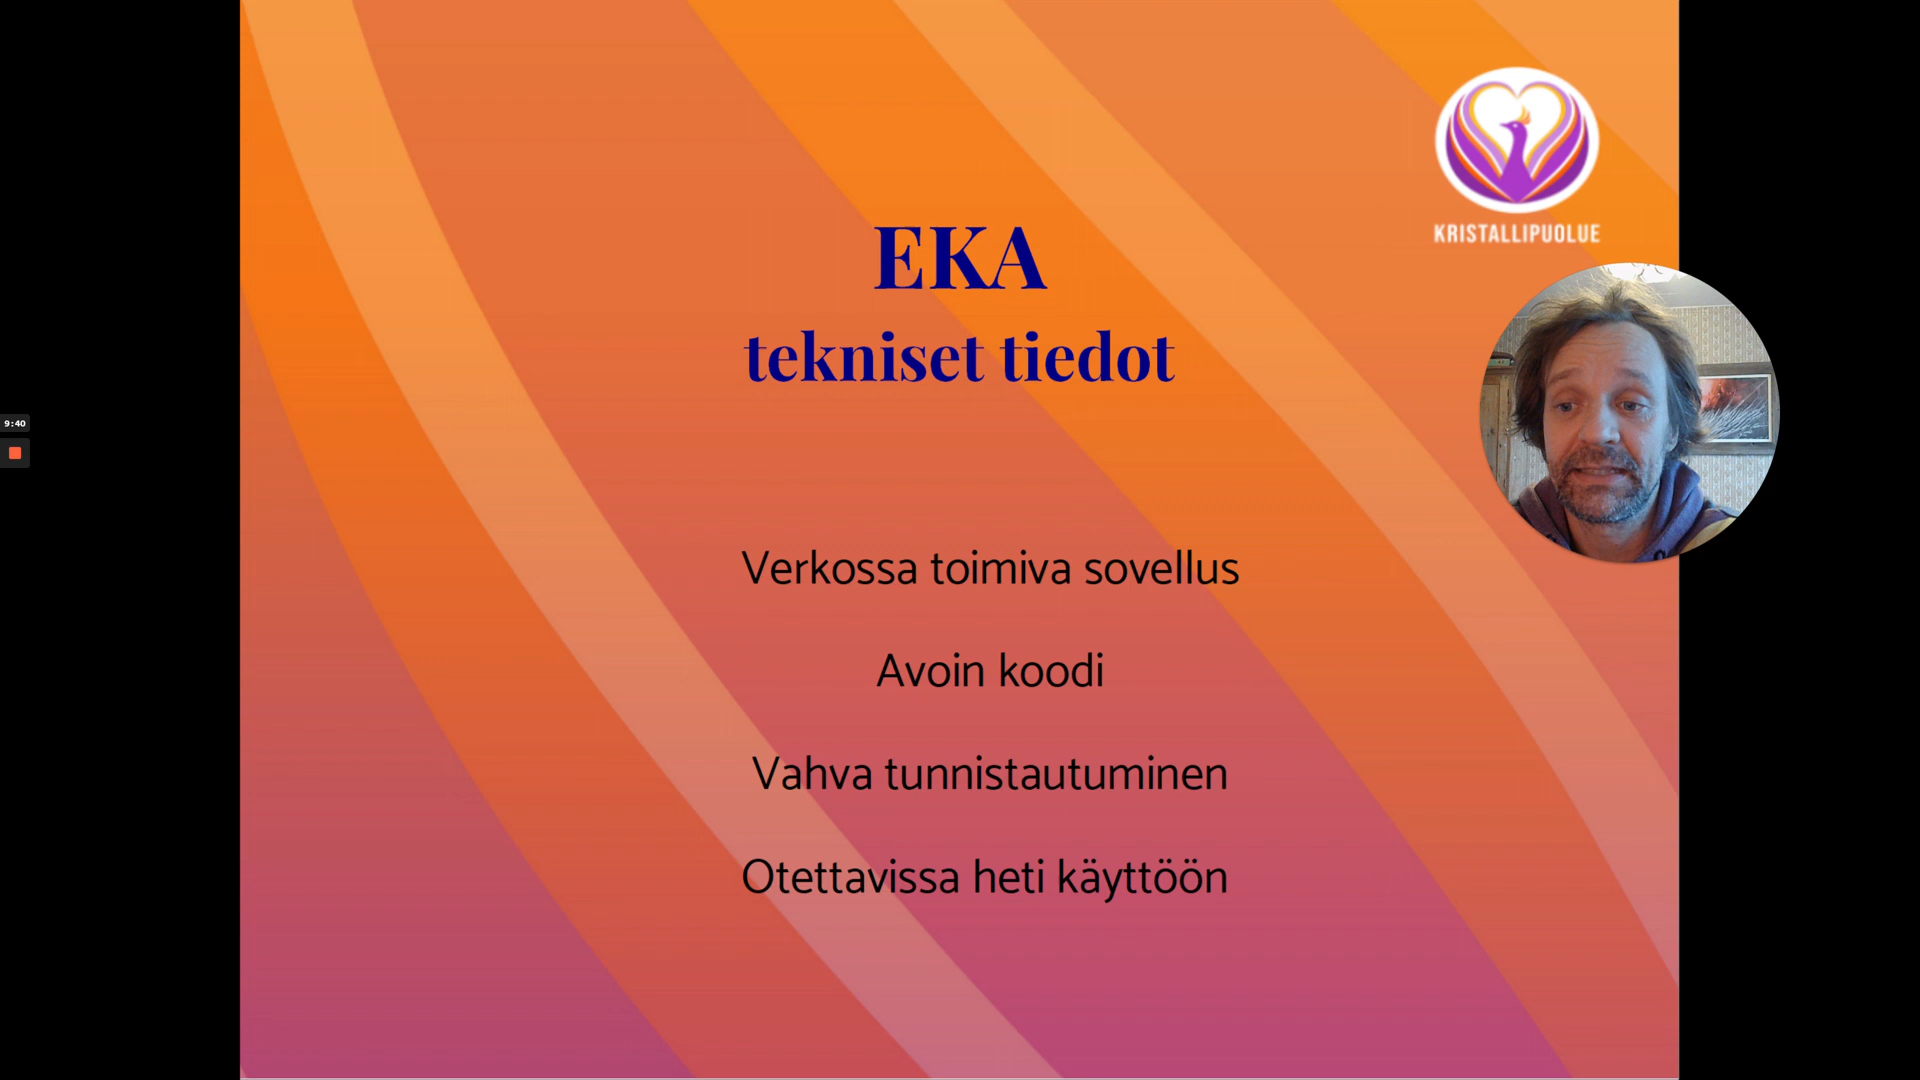 KRISTALLIPUOLUE
EKA
tekniset tiedot
9:40
Verkossa toimiva sovellus
Avoin koodi
Vahva tunnistautuminen
Otettavissa heti käyttöön